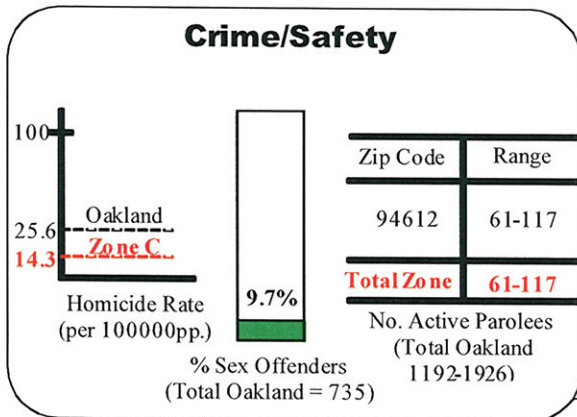 Crime/Safety
100
Oakland
25.6
Zone C
14.3
Homicide Rate
(per 100000pp.)
9.7%
% Sex Offenders
(Total Oakland = 735)
Zip Code Range
94612 61-117
Total Zone 61-117
No. Active Parolees
(Total Oakland
1192-1926)